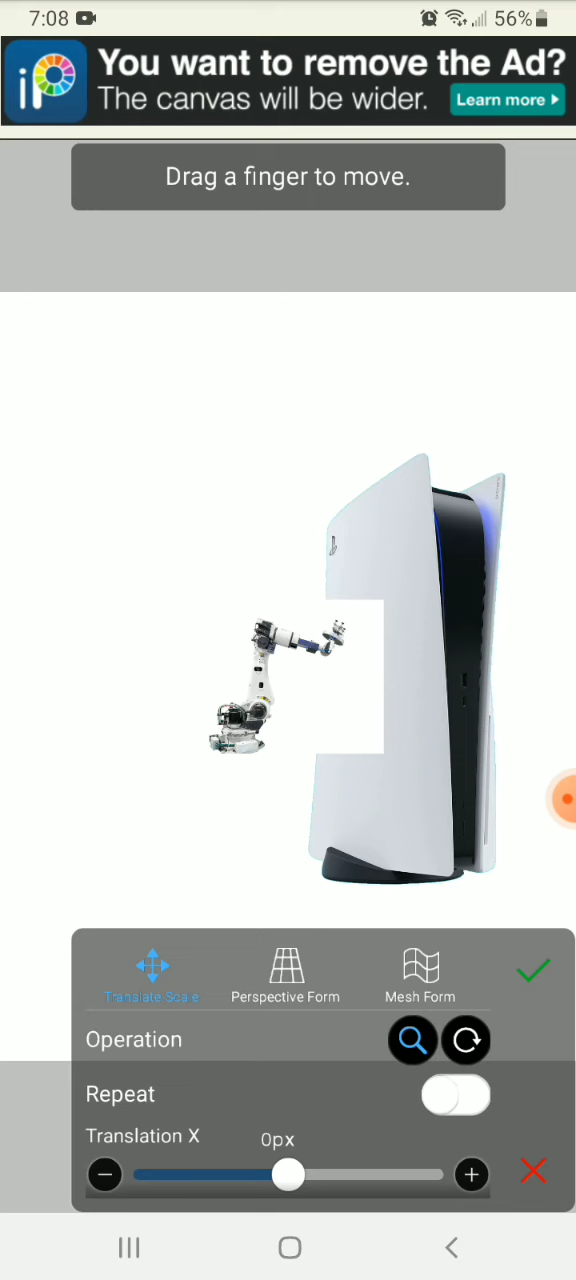 7:08
56%
iP
You want to remove the Ad?
The canvas will be wider.
Learn more
Drag a finger to move.
Translate Scale
Perspective Form
Mesh Form
Operation
Repeat
Translation X
0px